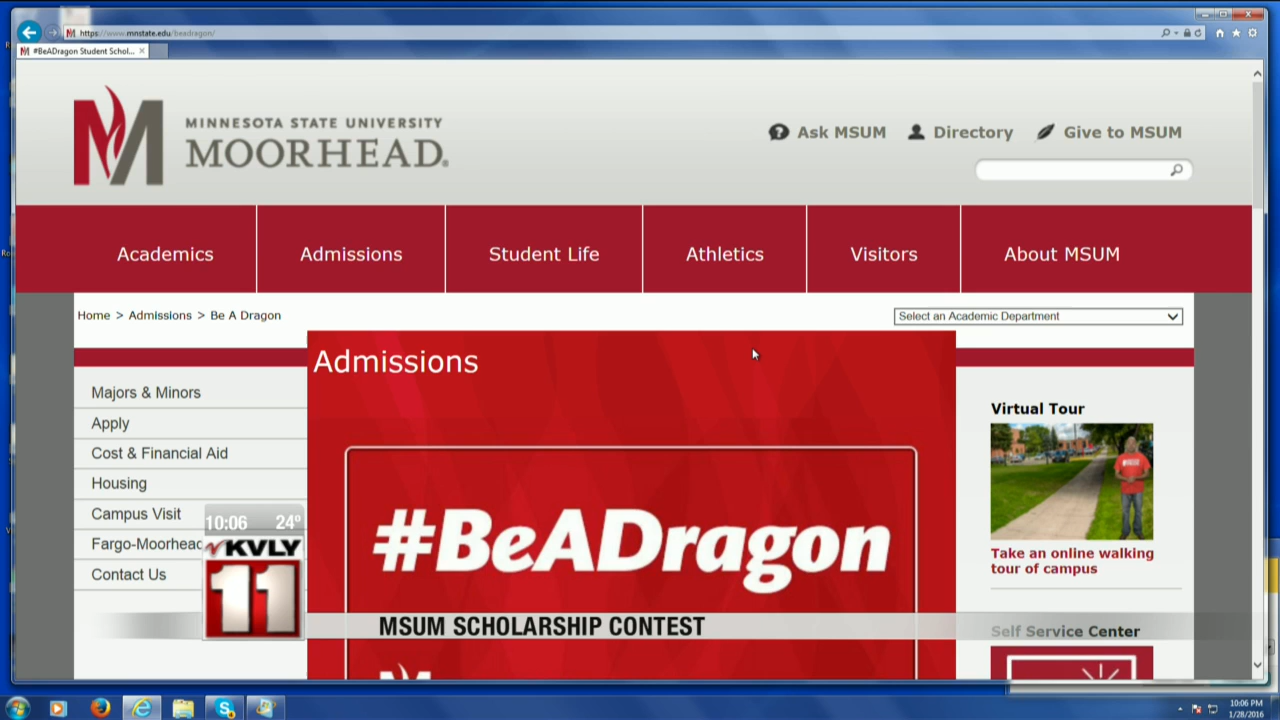 https://www.mnstate.edu/beadragon/
#BeADragon Student Schol...
MINNESOTA STATE UNIVERSITY
MOORHEAD®
Ask MSUM
Directory
Give to MSUM
Academics
Admissions
Student Life
Athletics
Visitors
About MSUM
Home > Admissions > Be A Dragon
Select an Academic Department
Admissions
Majors & Minors
Apply
Cost & Financial Aid
Housing
Campus Visit
Fargo-Moorhead
Contact Us
#BeADragon
Virtual Tour
Take an online walking
tour of campus
Self Service Center
10:06 24°
KVLY
11
MSUM SCHOLARSHIP CONTEST
10:06 PM
1/28/2016